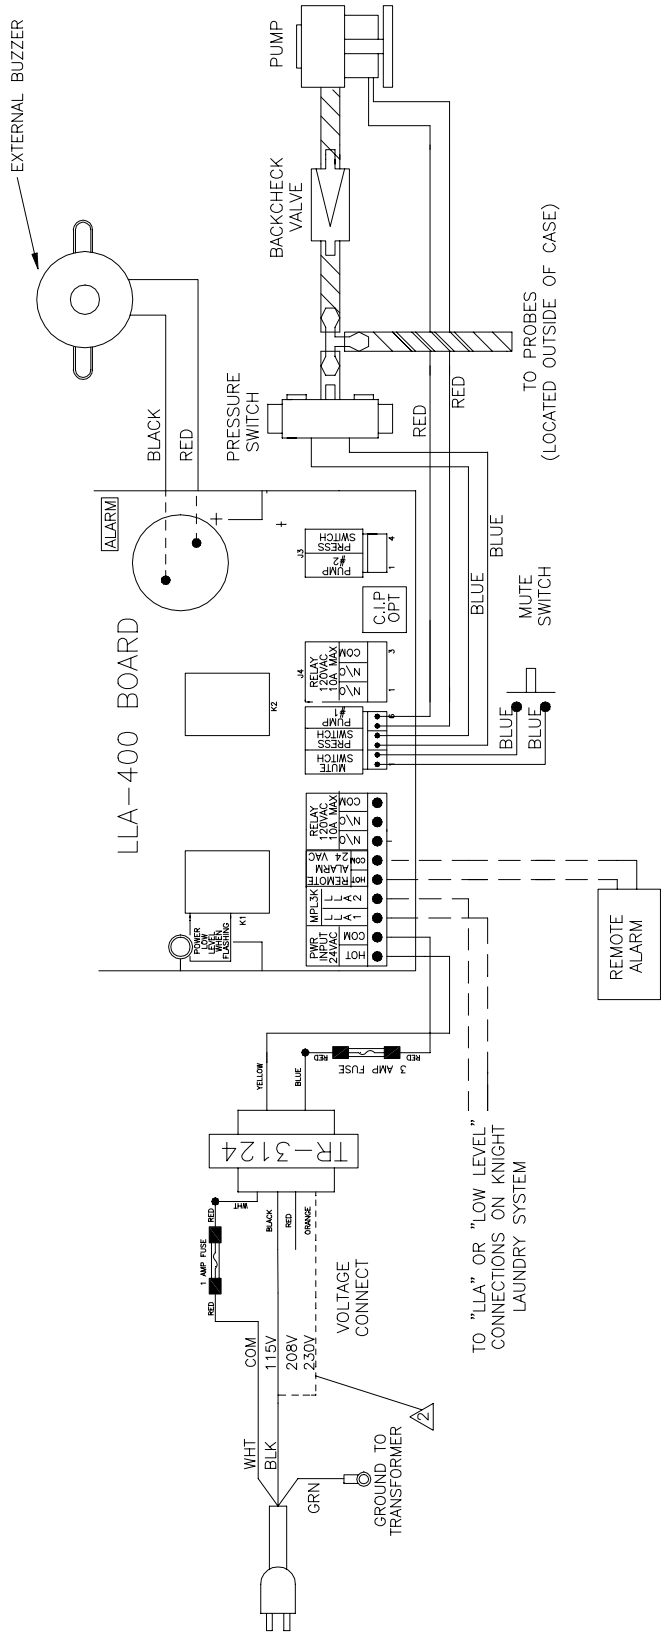 EXTERNAL BUZZER
PUMP
BACKCHECK
VALVE
TO PROBES
(LOCATED OUTSIDE OF CASE)
PRESSURE
SWITCH
RED
RED
BLACK
RED
ALARM
+
+
LLA-400 BOARD
J3
#2
PUMP
PRESS
SWITCH
1
4
C.I.P
OPT
BLUE
BLUE
MUTE
SWITCH
BLUE
BLUE
K2
J4
RELAY
120VAC
10A MAX
N/O
N/C
COM
1
3
MUTE
SWITCH
PRESS
SWITCH
PUMP
#1
1
6
K1
POWER
LOW
LEVEL
WHEN
FLASHING
PWR
INPUT
24VAC
HOT
COM
MPL3K
LLA 1
LLA 2
REMOTE
ALARM
24 VAC
HOT
COM
RELAY
120VAC
10A MAX
N/O
N/C
COM
REMOTE
ALARM
TO "LLA" OR "LOW LEVEL"
CONNECTIONS ON KNIGHT
LAUNDRY SYSTEM
YELLOW
BLUE
RED
3 AMP FUSE
RED
TR-3124
WHT
BLACK
RED
ORANGE
RED
1 AMP FUSE
RED
VOLTAGE
CONNECT
COM
115V
208V
230V
2
WHT
BLK
GRN
GROUND TO
TRANSFORMER